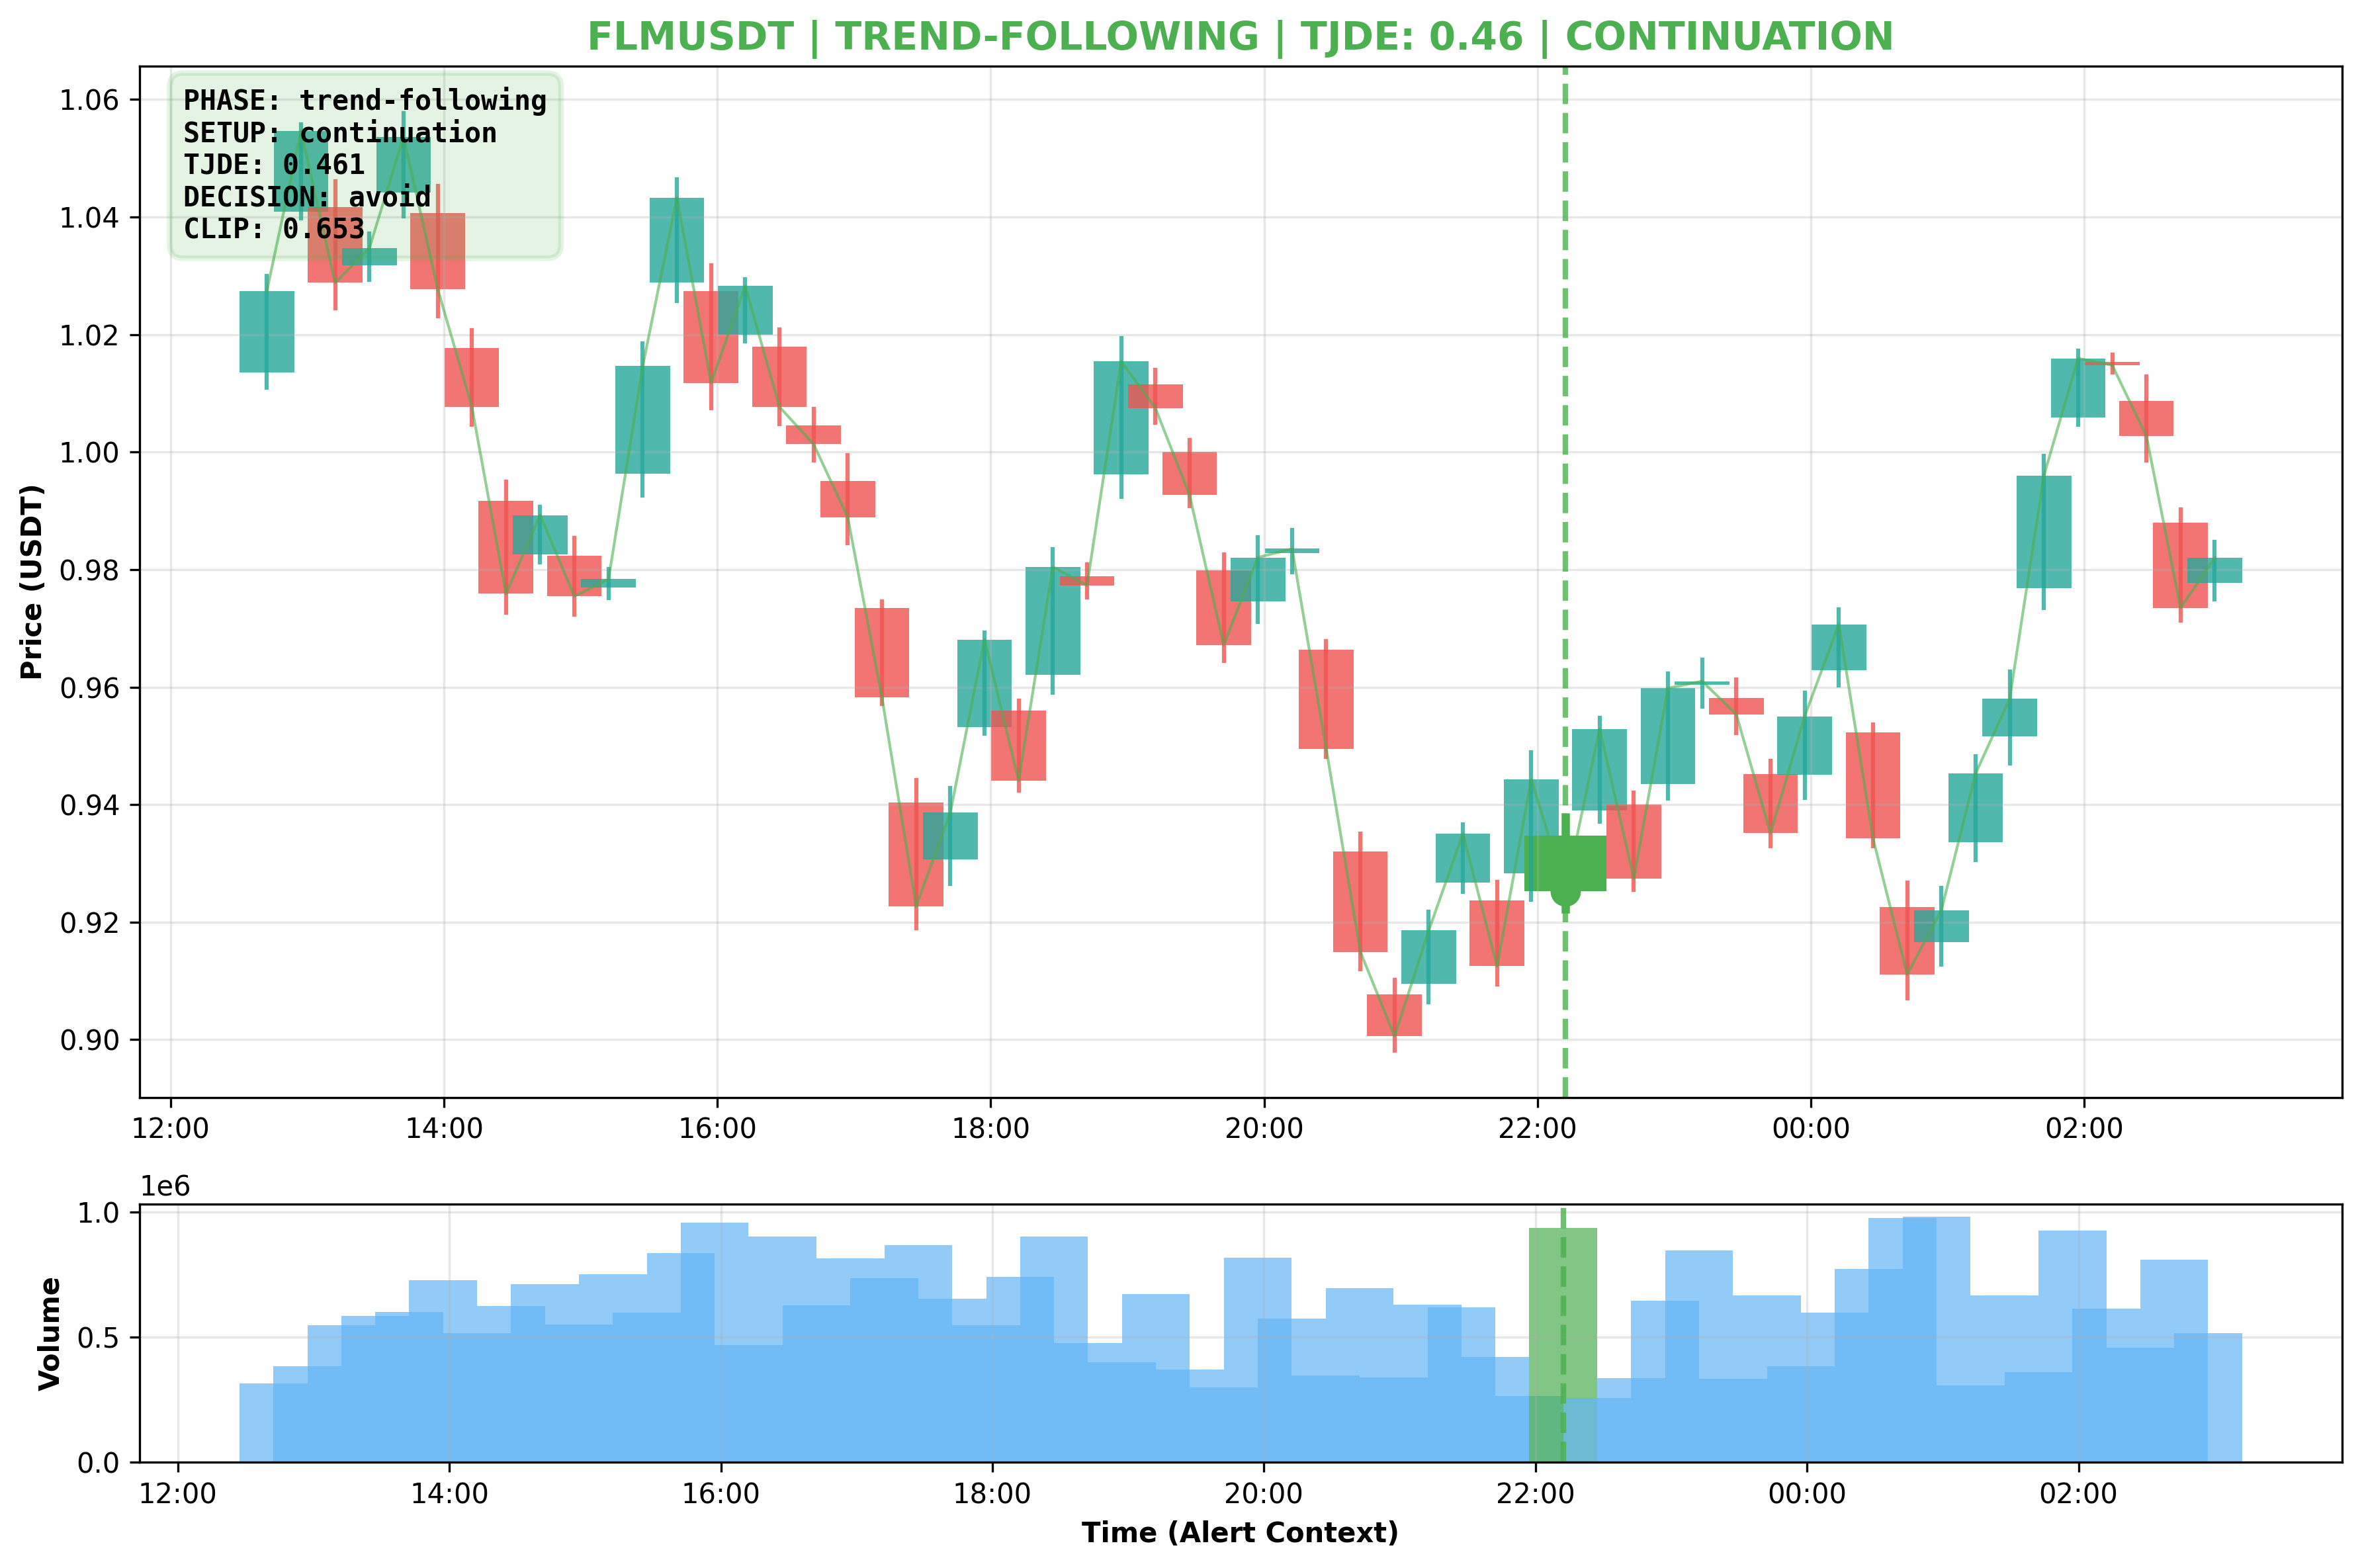 FLMUSDT | TREND-FOLLOWING | TJDE: 0.46 | CONTINUATION
PHASE: trend-following
SETUP: continuation
TJDE: 0.461
DECISION: avoid
CLIP: 0.653
Price (USDT)
1.06
1.04
1.02
1.00
0.98
0.96
0.94
0.92
0.90
12:00 14:00 16:00 18:00 20:00 22:00 00:00 02:00
1e6
Volume
1.0
0.5
0.0
12:00 14:00 16:00 18:00 20:00 22:00 00:00 02:00
Time (Alert Context)